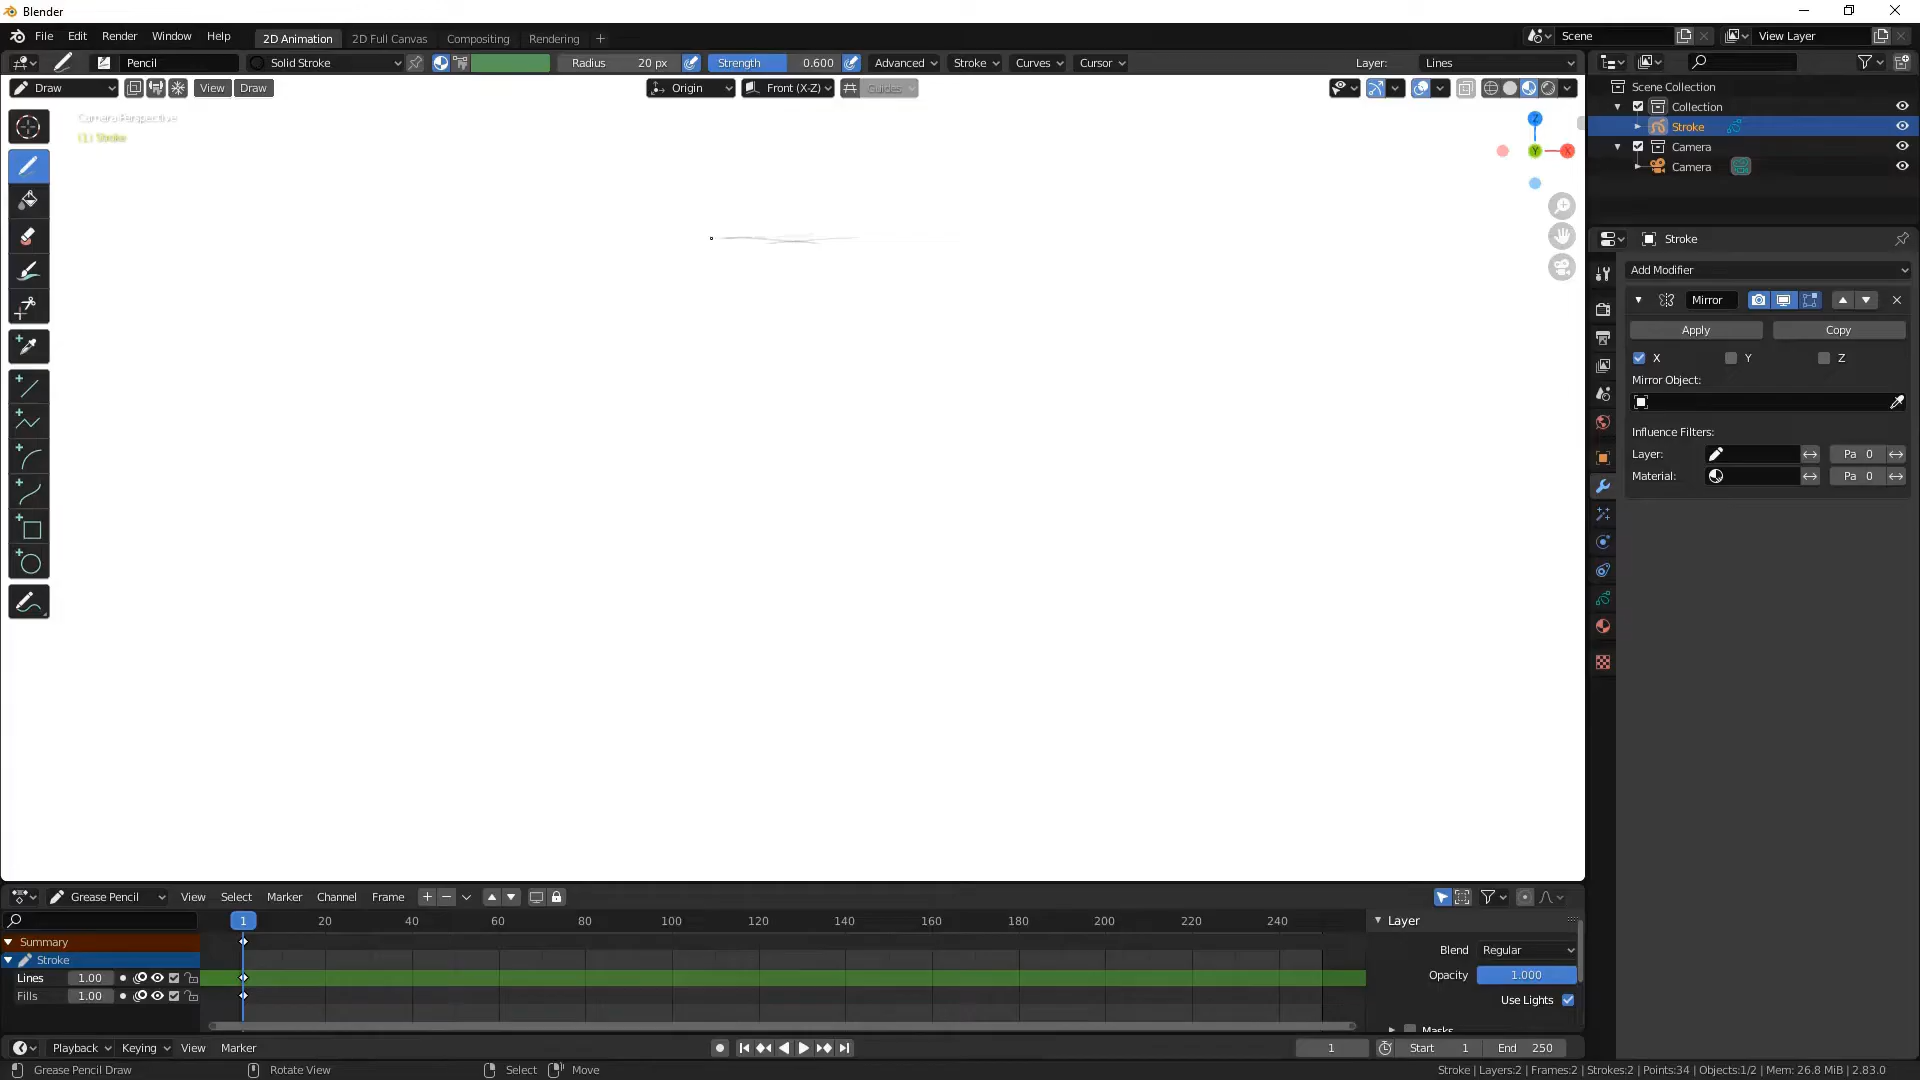 Blender
File Edit Render Window Help 2D Animation 2D Full Canvas Compositing Rendering + Scene View Layer
Pencil Solid Stroke Radius 20 px Strength 0.600 Advanced Stroke Curves Cursor Layer: Lines
Draw View Draw Origin Front (X-Z) Guides
Camera Perspective
(1) Stroke
Z
Y
X
Scene Collection
Collection
Stroke
Camera
Camera
Stroke
Add Modifier
Mirror
Apply Copy
X Y Z
Mirror Object:
Influence Filters:
Layer: Pa 0
Material: Pa 0
Grease Pencil View Select Marker Channel Frame
1 20 40 60 80 100 120 140 160 180 200 220 240
Summary
Stroke
Lines 1.00
Fills 1.00
Layer
Blend Regular
Opacity 1.000
Use Lights
Masks
Playback Keying View Marker 1 Start 1 End 250
Grease Pencil Draw Rotate View Select Move Stroke | Layers:2 | Frames:2 | Strokes:2 | Points:34 | Objects:1/2 | Mem: 26.8 MiB | 2.83.0